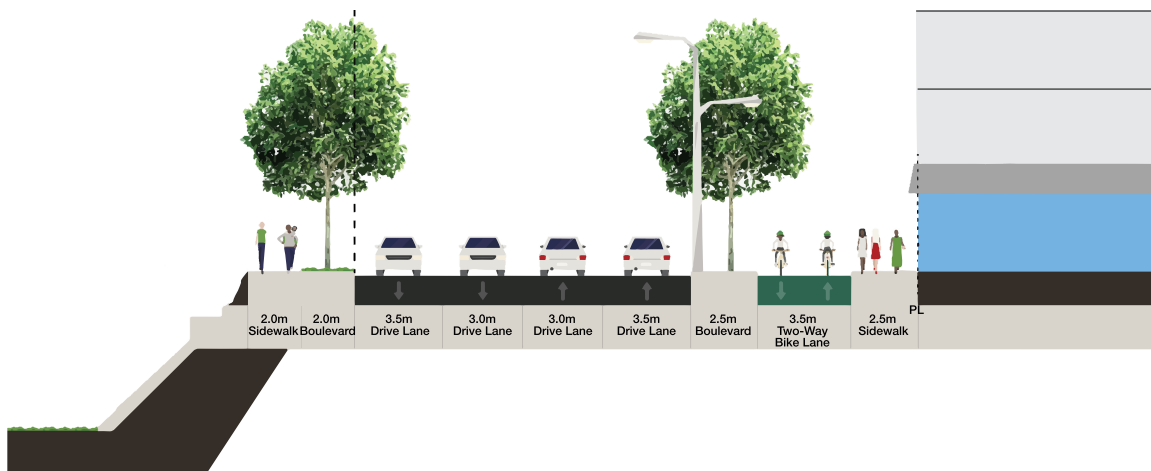 PL
2.0m
Sidewalk
2.0m
Boulevard
3.5m
Drive Lane
3.0m
Drive Lane
3.0m
Drive Lane
3.5m
Drive Lane
2.5m
Boulevard
3.5m
Two-Way
Bike Lane
2.5m
Sidewalk